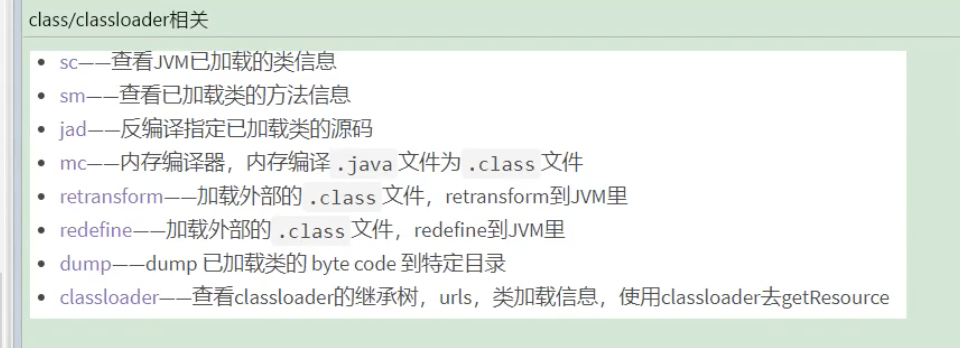 class/classloader相关
• sc——查看JVM已加载的类信息
• sm——查看已加载类的方法信息
• jad——反编译指定已加载类的源码
• mc——内存编译器，内存编译.java文件为.class文件
• retransform——加载外部的.class文件，retransform到JVM里
• redefine——加载外部的.class文件，redefine到JVM里
• dump——dump 已加载类的 byte code 到特定目录
• classloader——查看classloader的继承树，urls，类加载信息，使用classloader去getResource